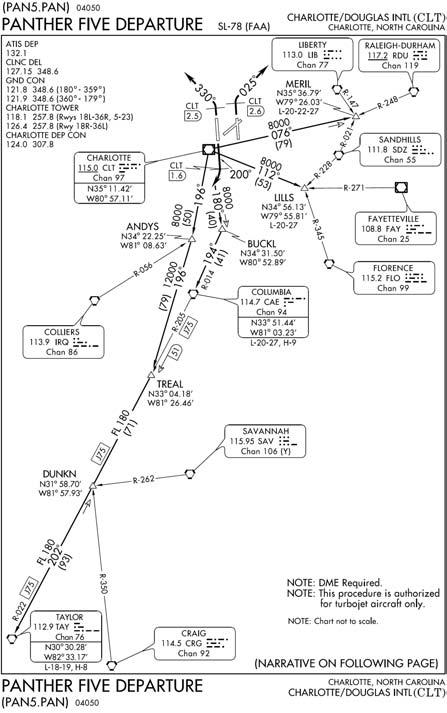 (PAN5.PAN) 04050
PANTHER FIVE DEPARTURE
SL-78 (FAA)
CHARLOTTE/DOUGLAS INTL (CLT)
CHARLOTTE, NORTH CAROLINA
ATIS DEP
132.1
CLNC DEL
127.15 348.6
GND CON
121.8 348.6 (180° - 359°)
121.9 348.6 (360° - 179°)
CHARLOTTE TOWER
118.1 257.8 (Rwys 18L-36R, 5-23)
126.4 257.8 (Rwy 18R-36L)
CHARLOTTE DEP CON
124.0 307.8
LIBERTY
113.0 LIB
Chan 77
RALEIGH-DURHAM
117.2 RDU
Chan 119
MERIL
N35°36.79'
W79°26.03'
L-20-22-27
R-147
R-248
R-021
330°
025°
CLT
2.5
CLT
2.6
8000
076°
(79)
SANDHILLS
111.8 SDZ
Chan 55
R-228
CHARLOTTE
115.0 CLT
Chan 97
N35°11.42'
W80°57.11'
CLT
1.6
200°
8000
112°
(53)
LILLS
N34°56.13'
W79°55.81'
L-20-27
R-271
FAYETTEVILLE
108.8 FAY
Chan 25
R-345
FLORENCE
115.2 FLO
Chan 99
196°
8000
(50)
8000
180°
(40)
ANDYS
N34°22.25'
W81°08.63'
BUCKL
N34°31.50'
W80°52.89'
194°
(41)
R-014
12000
196°
(79)
R-056
COLLIERS
113.9 IRQ
Chan 86
COLUMBIA
114.7 CAE
Chan 94
N33°51.44'
W81°03.23'
L-20-27, H-9
R-205
J75
51
TREAL
N33°04.18'
W81°26.46'
FL 180
(71)
J75
SAVANNAH
115.95 SAV
Chan 106 (Y)
DUNKN
N31°58.70'
W81°57.93'
R-262
FL 180
202°
(93)
R-350
J75
R-022
TAYLOR
112.9 TAY
Chan 76
N30°30.28'
W82°33.17'
L-18-19, H-8
CRAIG
114.5 CRG
Chan 92
NOTE: DME Required.
NOTE: This procedure is authorized
for turbojet aircraft only.
NOTE: Chart not to scale.
(NARRATIVE ON FOLLOWING PAGE)
PANTHER FIVE DEPARTURE
(PAN5.PAN) 04050
CHARLOTTE, NORTH CAROLINA
CHARLOTTE/DOUGLAS INTL (CLT)